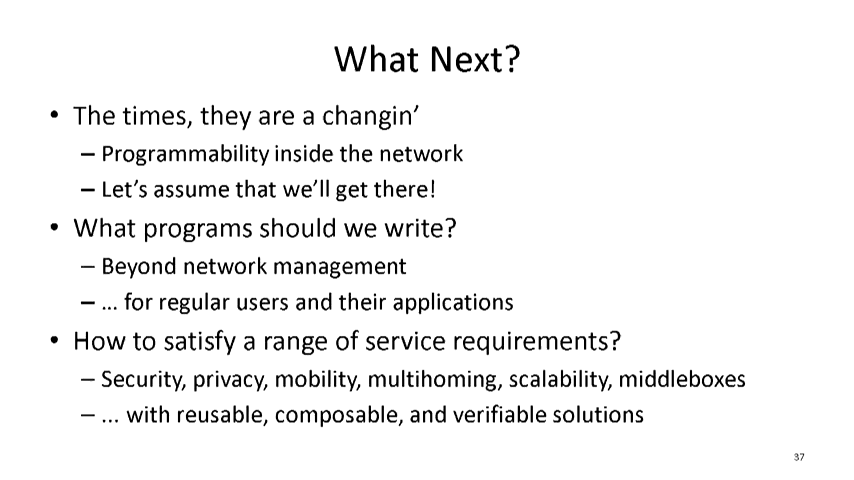 What Next?
• The times, they are a changin’
– Programmability inside the network
– Let’s assume that we’ll get there!
• What programs should we write?
– Beyond network management
– ... for regular users and their applications
• How to satisfy a range of service requirements?
– Security, privacy, mobility, multihoming, scalability, middleboxes
– ... with reusable, composable, and verifiable solutions
37